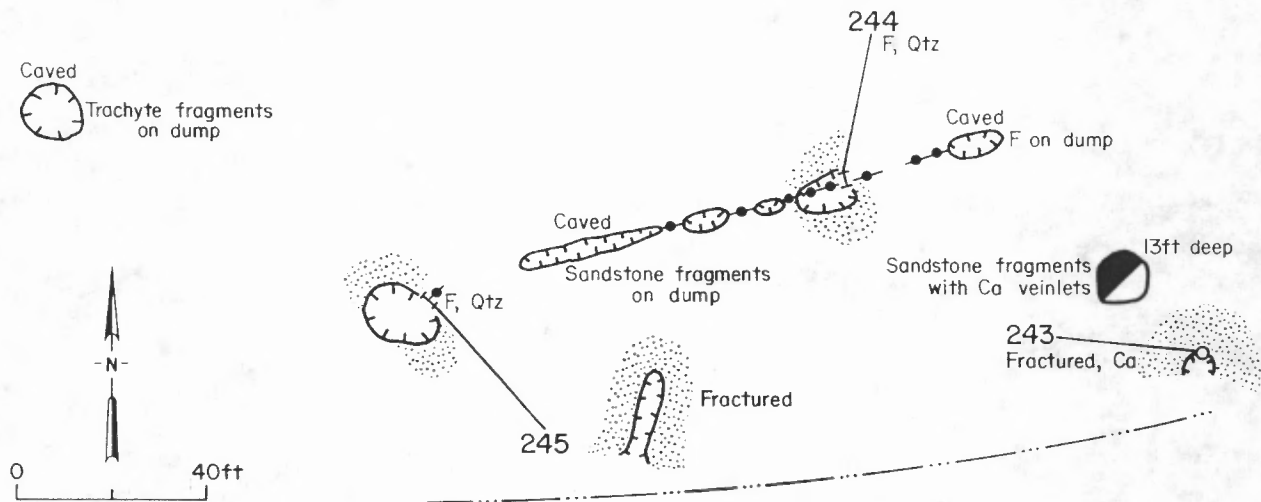 244
F, Qtz
Caved
Trachyte fragments
on dump
Caved
F on dump
Caved
Sandstone fragments
on dump
13ft deep
Sandstone fragments
with Ca veinlets
F, Qtz
243
Fractured, Ca
-N-
Fractured
245
0 40ft